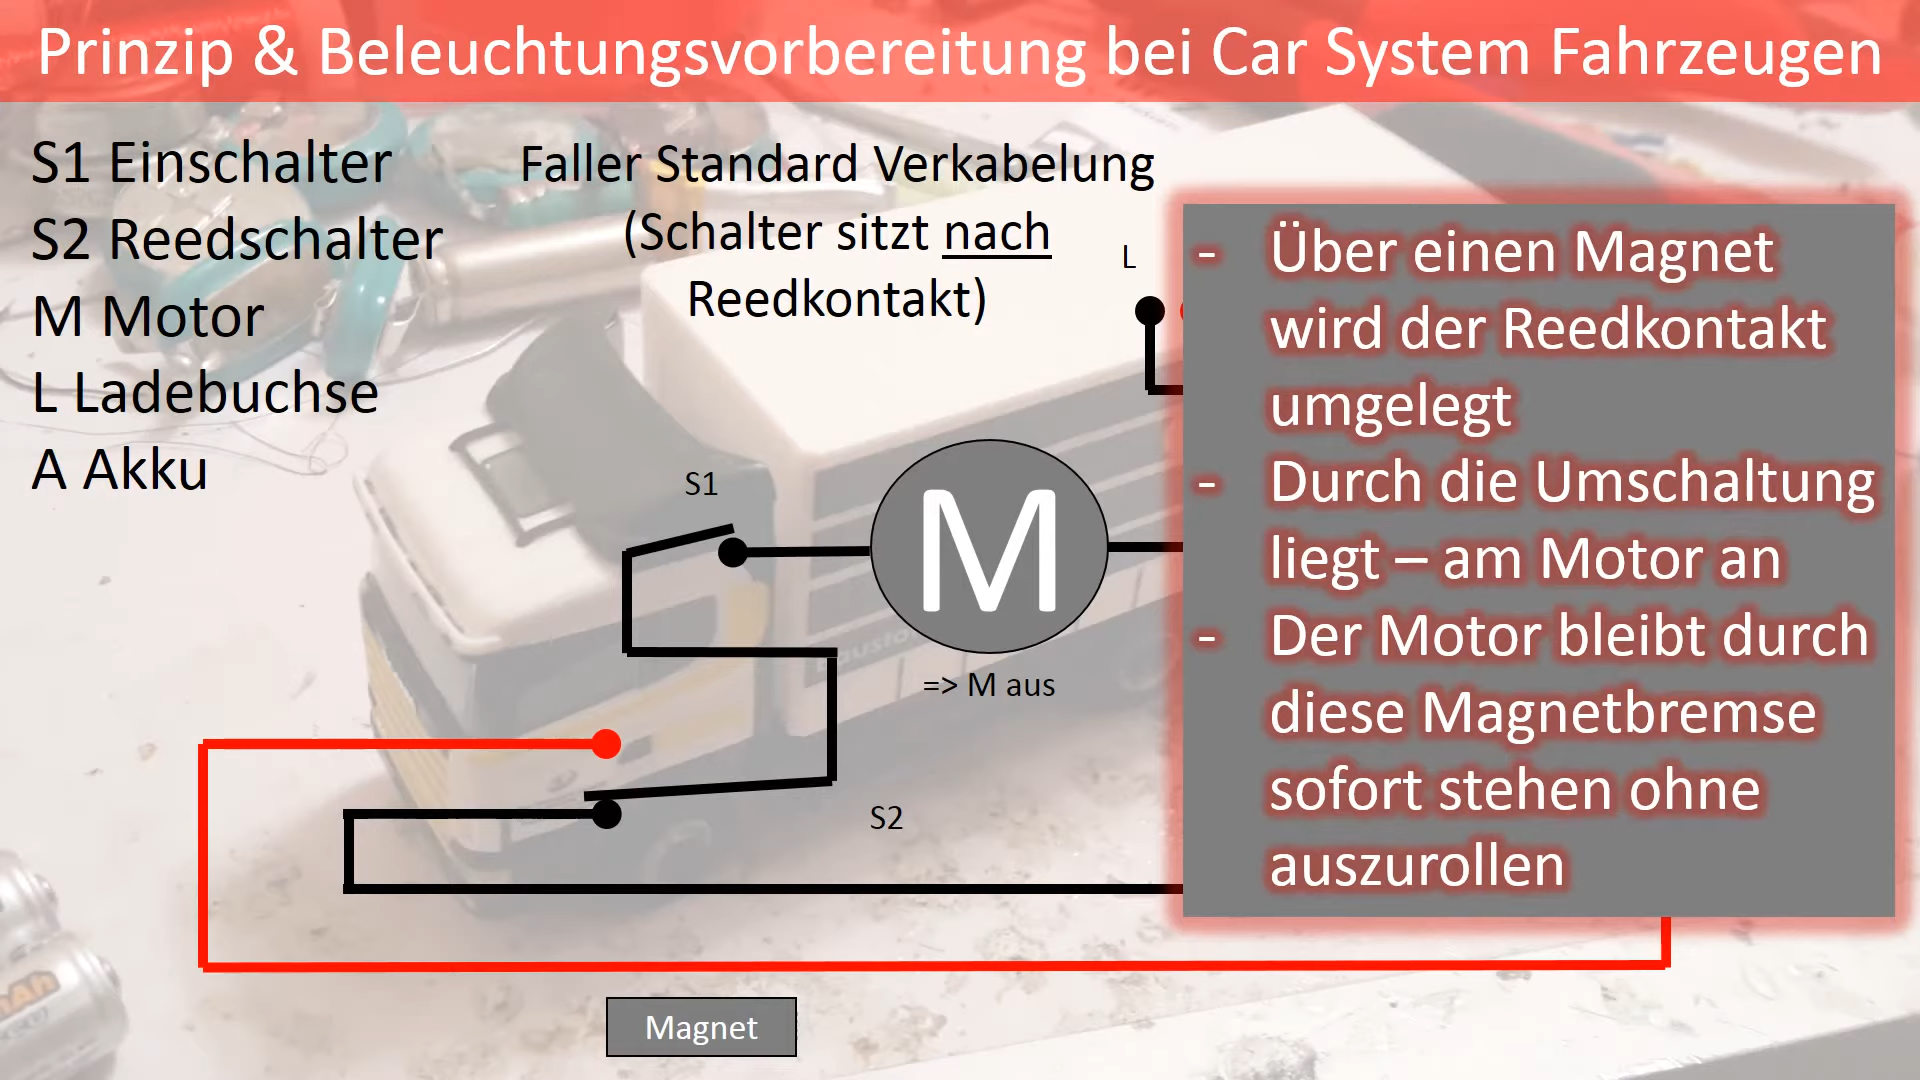 Prinzip & Beleuchtungsvorbereitung bei Car System Fahrzeugen
S1 Einschalter
S2 Reedschalter
M Motor
L Ladebuchse
A Akku
Faller Standard Verkabelung
(Schalter sitzt nach
Reedkontakt)
L
- Über einen Magnet
wird der Reedkontakt
umgelegt
- Durch die Umschaltung
liegt – am Motor an
- Der Motor bleibt durch
diese Magnetbremse
sofort stehen ohne
auszurollen
S1
M
=> M aus
S2
Magnet